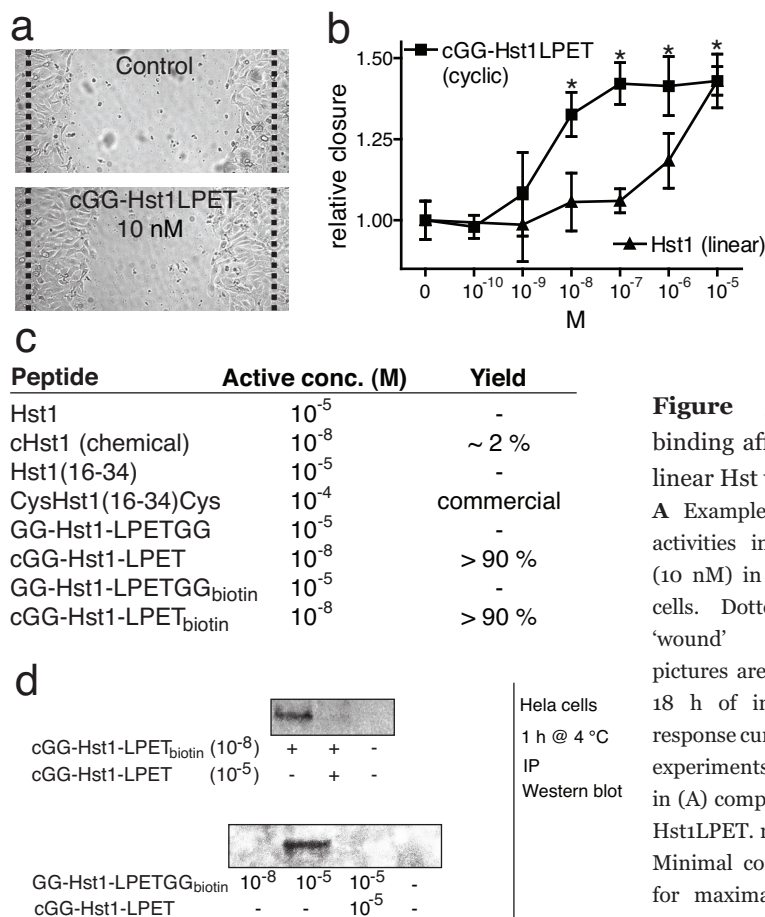 a
Control
cGG-Hst1LPET
10 nM
b
cGG-Hst1LPET
(cyclic)
* * * *
1.50
1.25
1.00
relative closure
Hst1 (linear)
0 10⁻¹⁰ 10⁻⁹ 10⁻⁸ 10⁻⁷ 10⁻⁶ 10⁻⁵
M
c
Peptide Active conc. (M) Yield
Hst1 10⁻⁵ -
cHst1 (chemical) 10⁻⁸ ~ 2 %
Hst1(16-34) 10⁻⁵ -
CysHst1(16-34)Cys 10⁻⁴ commercial
GG-Hst1-LPETGG 10⁻⁵ -
cGG-Hst1-LPET 10⁻⁸ > 90 %
GG-Hst1-LPETGGbiotin 10⁻⁵ -
cGG-Hst1-LPETbiotin 10⁻⁸ > 90 %
d
cGG-Hst1-LPETbiotin (10⁻⁸) + + -
cGG-Hst1-LPET (10⁻⁵) - + -
GG-Hst1-LPETGGbiotin 10⁻⁸ 10⁻⁵ 10⁻⁵ -
cGG-Hst1-LPET - - 10⁻⁵ -
Hela cells
1 h @ 4 °C
IP
Western blot
Figure
binding aff
linear Hst
A Example
activities in
(10 nM) in
cells. Dott
'wound'
pictures are
18 h of in
response cur
experiments
in (A) comp
Hst1LPET.
Minimal co
for maxima